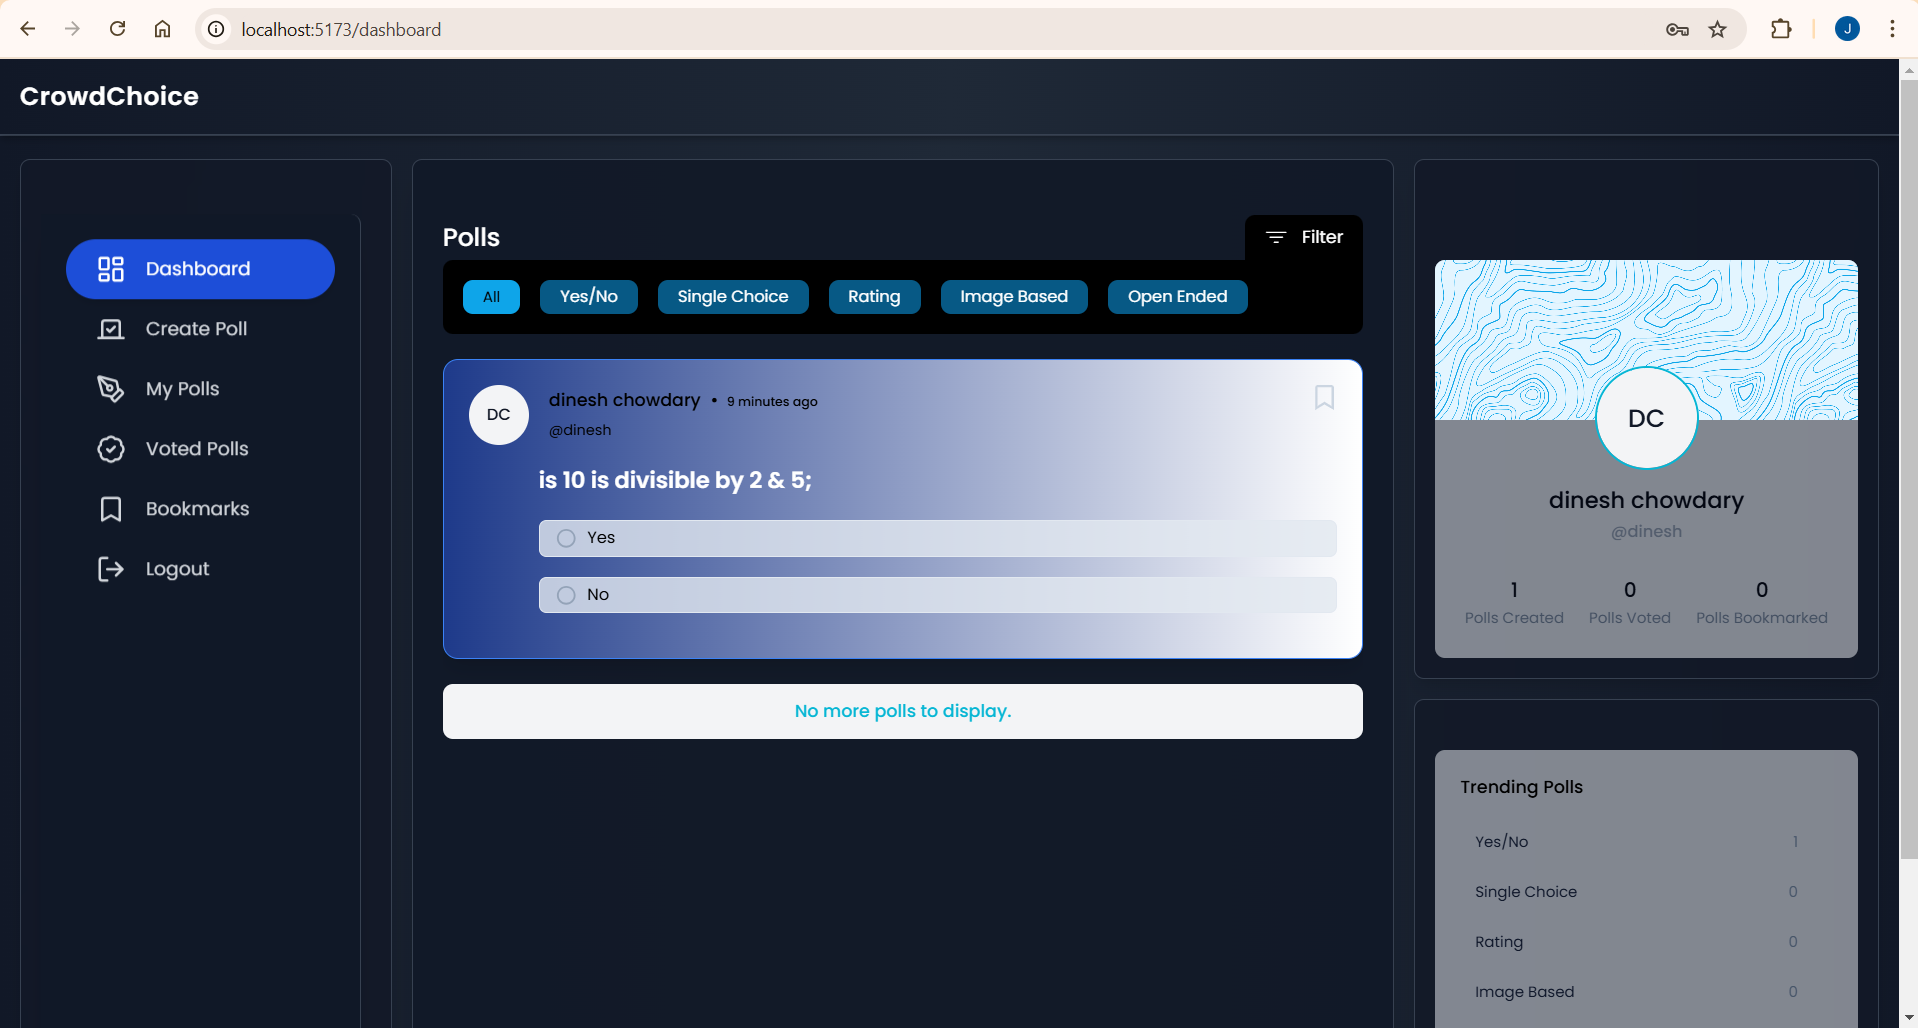 localhost:5173/dashboard
J
CrowdChoice
Dashboard
Create Poll
My Polls
Voted Polls
Bookmarks
Logout
Polls
Filter
All Yes/No Single Choice Rating Image Based Open Ended
DC
dinesh chowdary • 9 minutes ago
@dinesh
is 10 is divisible by 2 & 5;
Yes
No
No more polls to display.
DC
dinesh chowdary
@dinesh
1 0 0
Polls Created Polls Voted Polls Bookmarked
Trending Polls
Yes/No 1
Single Choice 0
Rating 0
Image Based 0